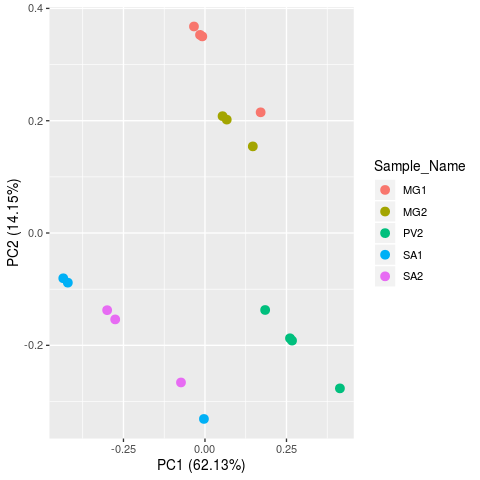 0.4
0.2
0.0
-0.2
PC2 (14.15%)
-0.25
0.00
0.25
PC1 (62.13%)
Sample_Name
MG1
MG2
PV2
SA1
SA2